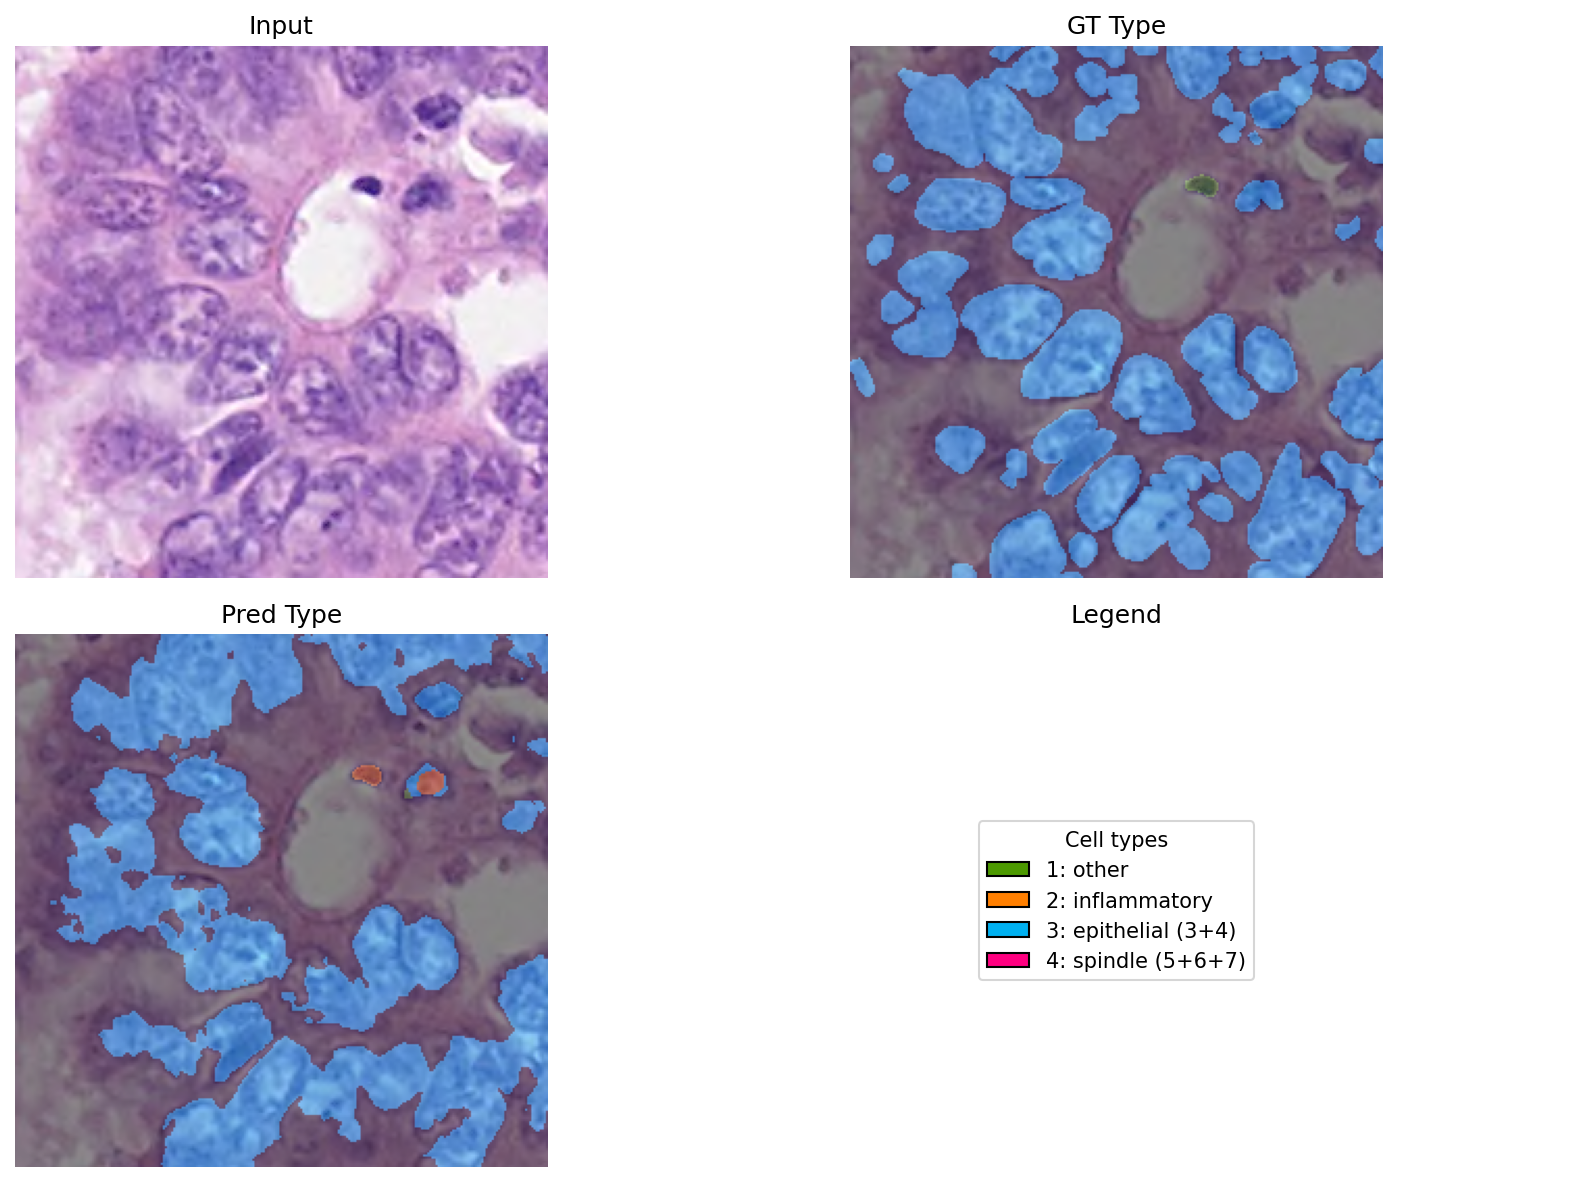 Input
GT Type
Pred Type
Legend
Cell types
1: other
2: inflammatory
3: epithelial (3+4)
4: spindle (5+6+7)